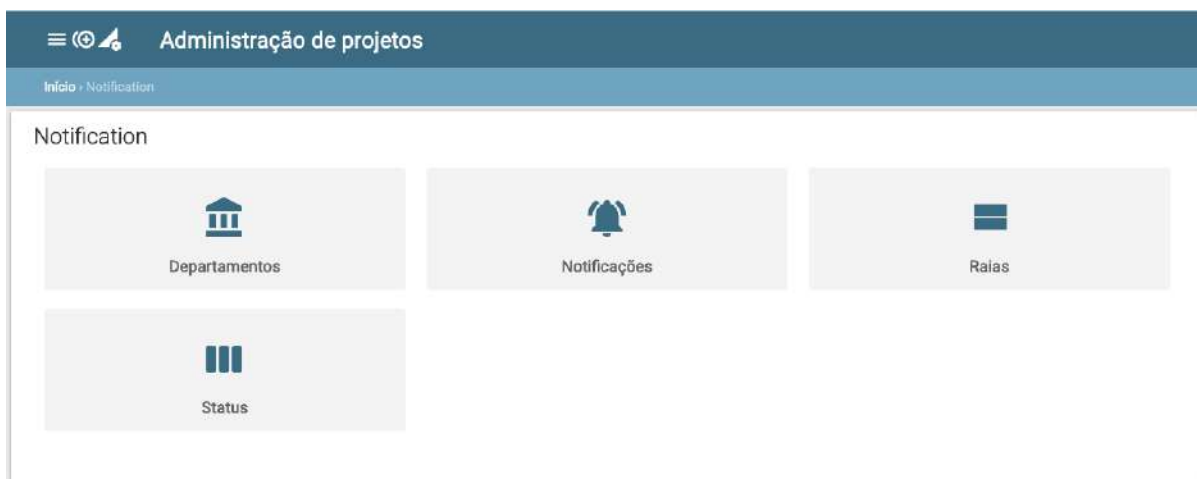 Administração de projetos
Início › Notification
Notification
Departamentos
Notificações
Raias
Status